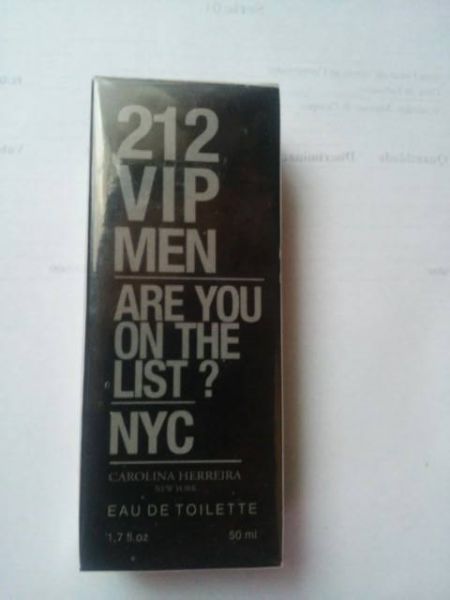 212
VIP
MEN
ARE YOU
ON THE
LIST ?
NYC
CAROLINA HERREIRA
NEW YORK
EAU DE TOILETTE
1,7 fl.oz 50 ml